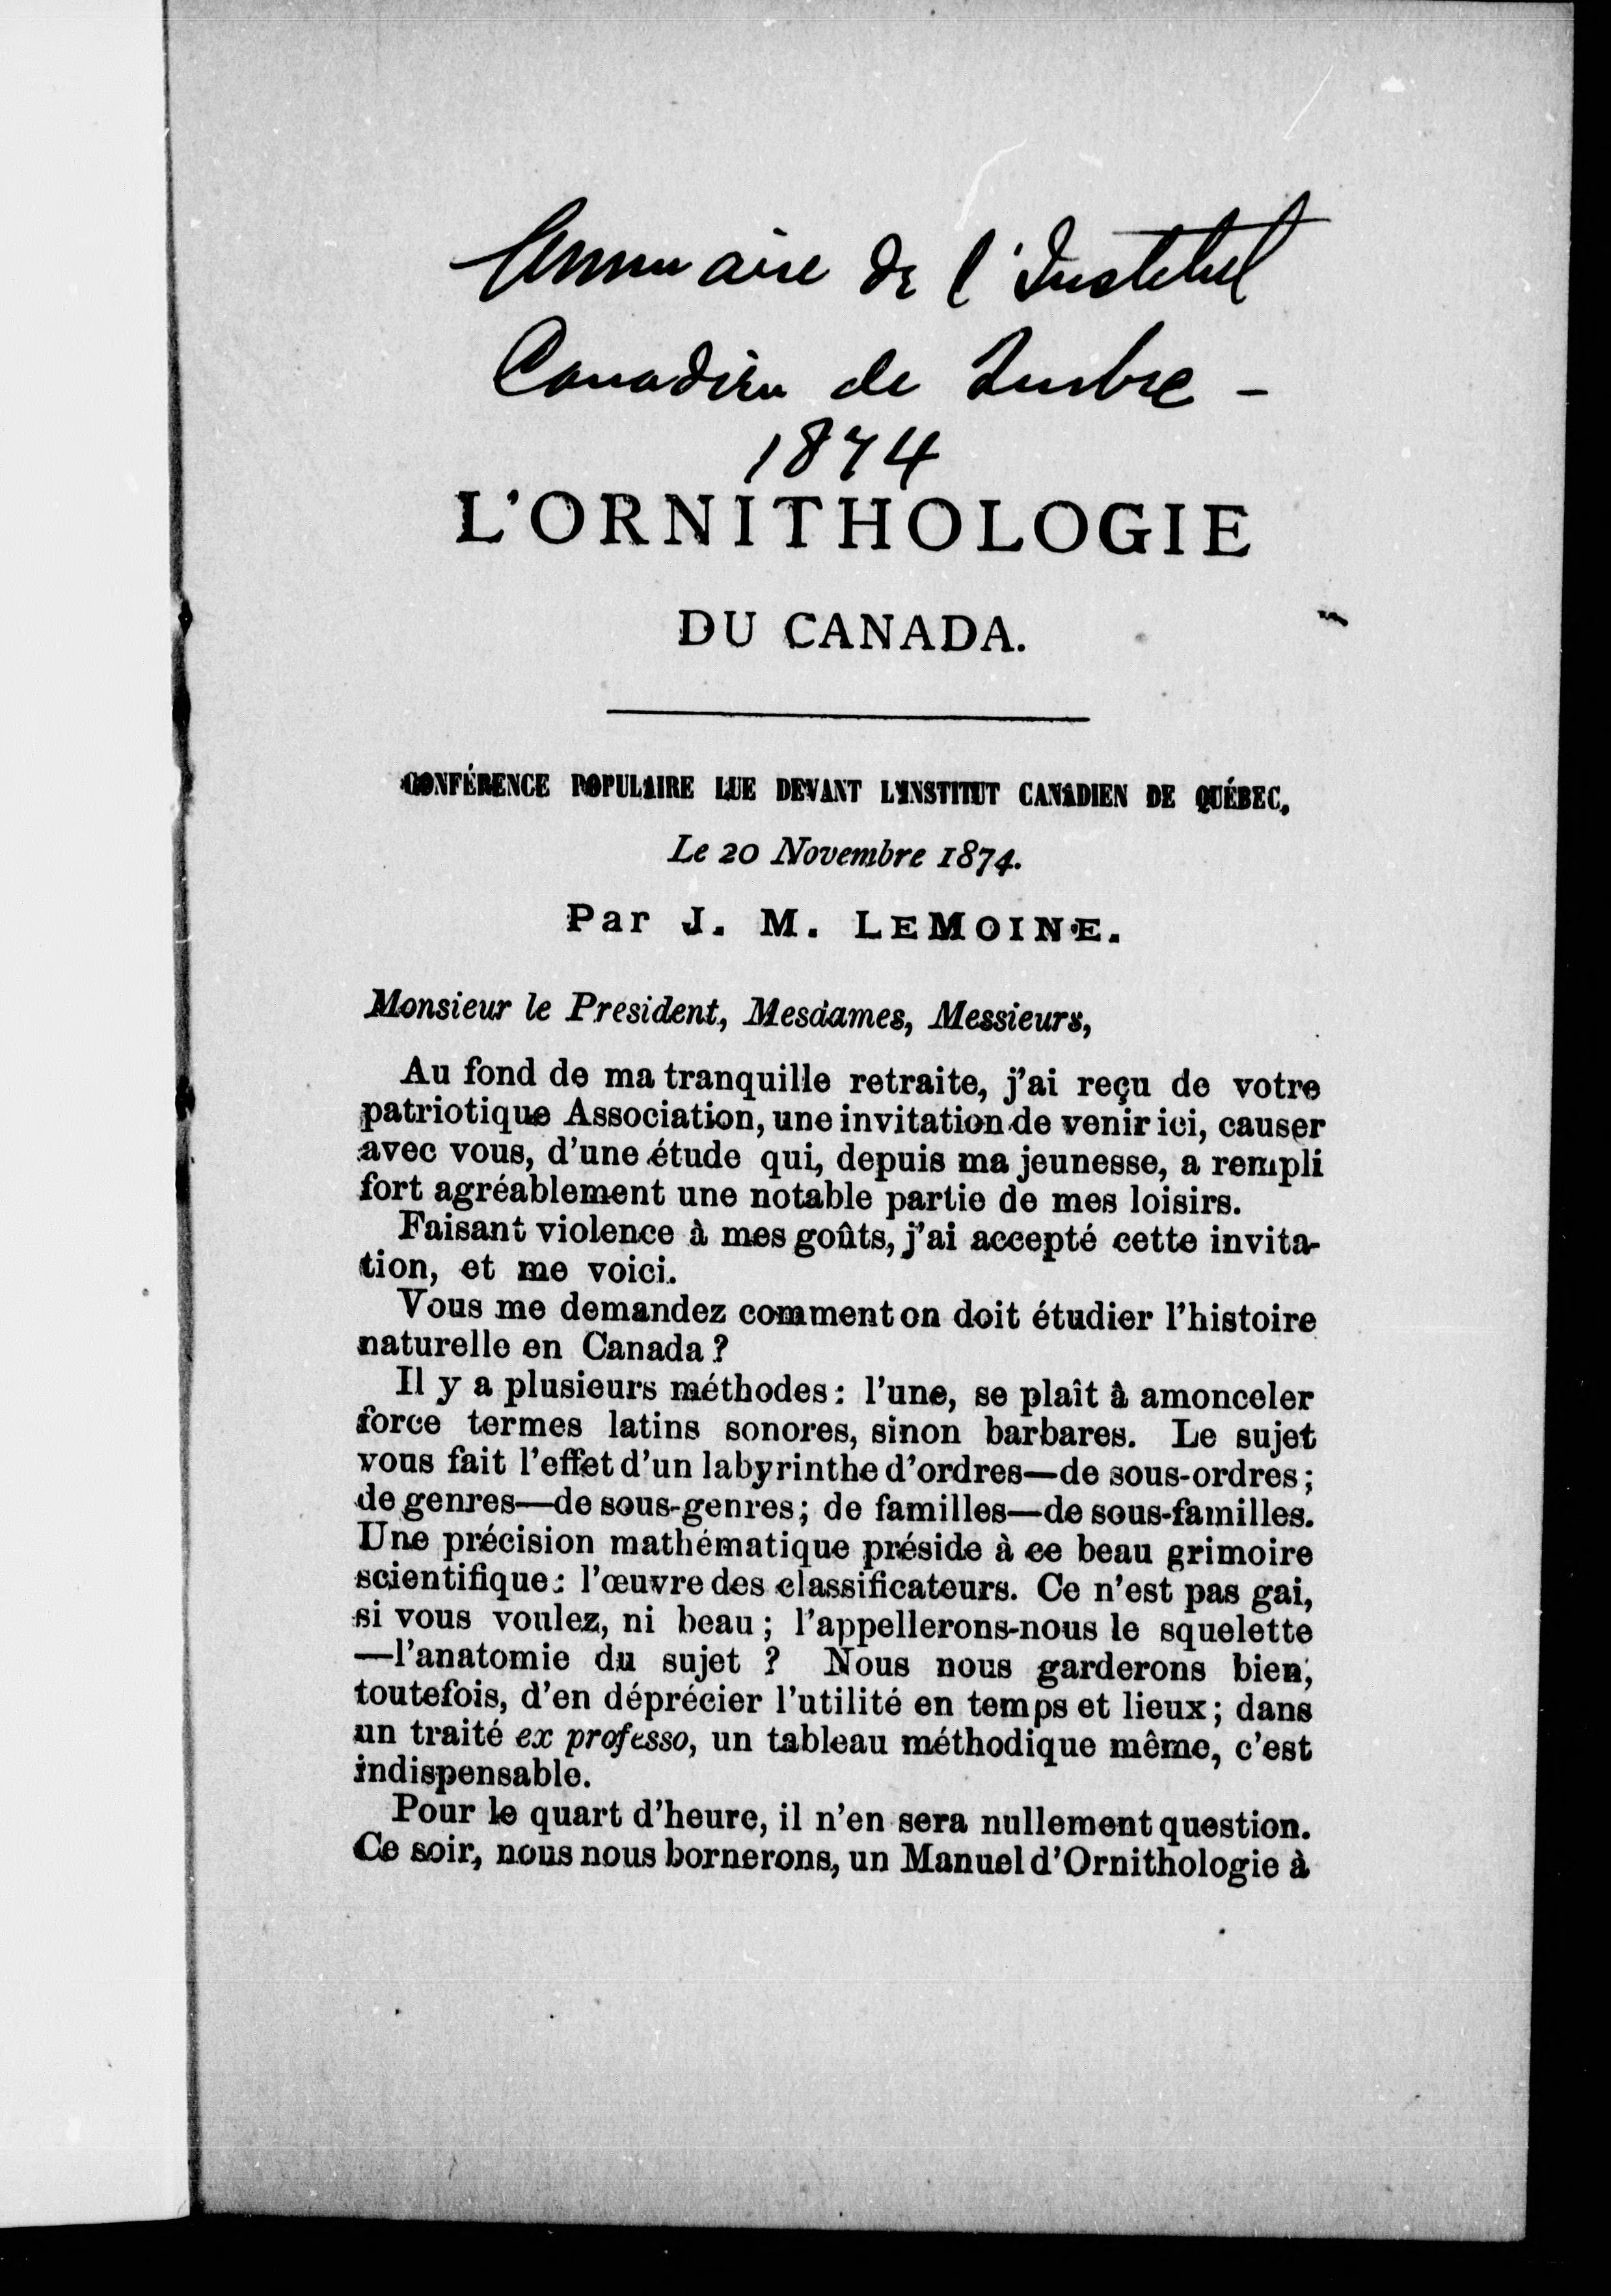 Annuaire de l'Institut
Canadien de Québec -
1874
L'ORNITHOLOGIE
DU CANADA.
CONFÉRENCE POPULAIRE LUE DEVANT L'INSTITUT CANADIEN DE QUÉBEC,
Le 20 Novembre 1874.
Par J. M. LEMOINE.
Monsieur le President, Mesdames, Messieurs,
Au fond de ma tranquille retraite, j'ai reçu de votre
patriotique Association, une invitation de venir ici, causer
avec vous, d'une étude qui, depuis ma jeunesse, a rempli
fort agréablement une notable partie de mes loisirs.
Faisant violence à mes goûts, j'ai accepté cette invita-
tion, et me voici.
Vous me demandez comment on doit étudier l'histoire
naturelle en Canada ?
Il y a plusieurs méthodes : l'une, se plaît à amonceler
force termes latins sonores, sinon barbares. Le sujet
vous fait l'effet d'un labyrinthe d'ordres—de sous-ordres ;
de genres—de sous-genres ; de familles—de sous-familles.
Une précision mathématique préside à ce beau grimoire
scientifique : l'œuvre des classificateurs. Ce n'est pas gai,
si vous voulez, ni beau ; l'appellerons-nous le squelette
—l'anatomie du sujet ? Nous nous garderons bien,
toutefois, d'en déprécier l'utilité en temps et lieux ; dans
un traité ex professo, un tableau méthodique même, c'est
indispensable.
Pour le quart d'heure, il n'en sera nullement question.
Ce soir, nous nous bornerons, un Manuel d'Ornithologie à